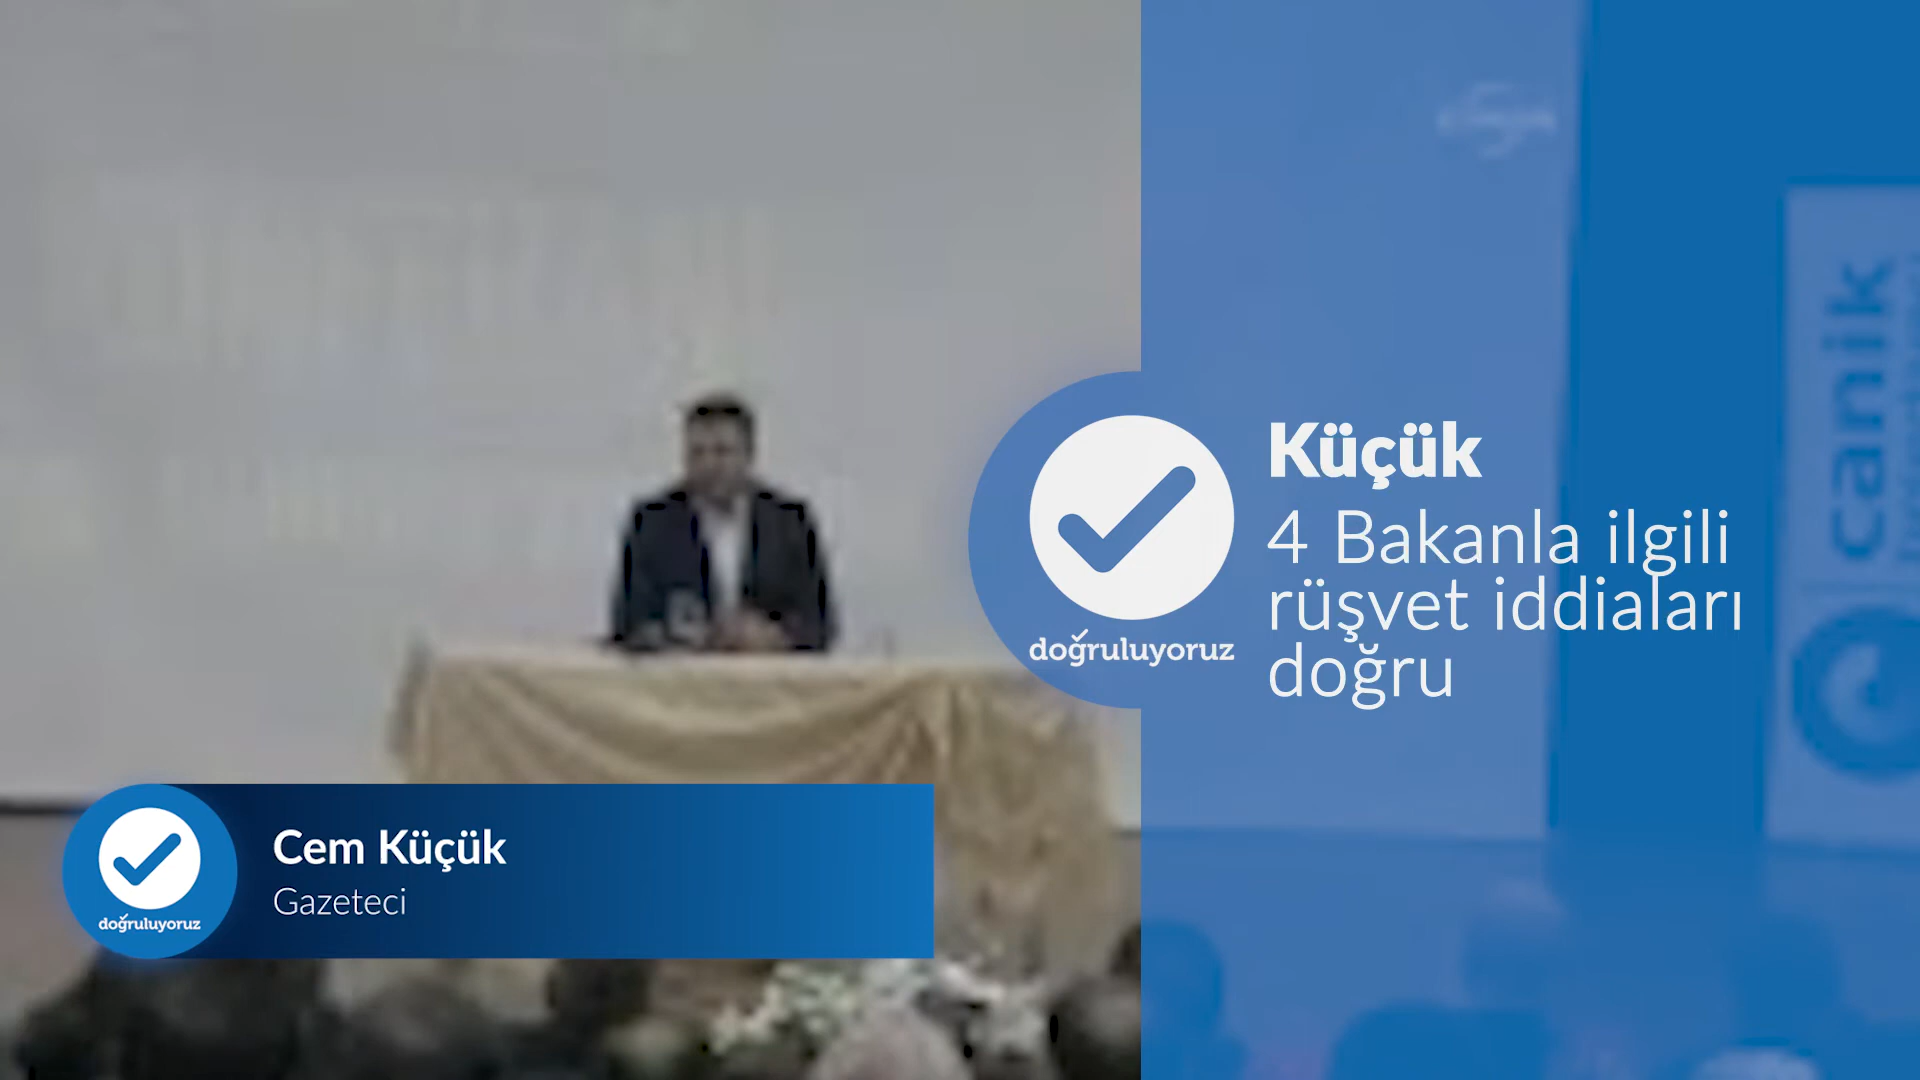 Küçük
4 Bakanla ilgili
rüşvet iddiaları
doğru
doğruluyoruz
canik
Cem Küçük
Gazeteci
doğruluyoruz